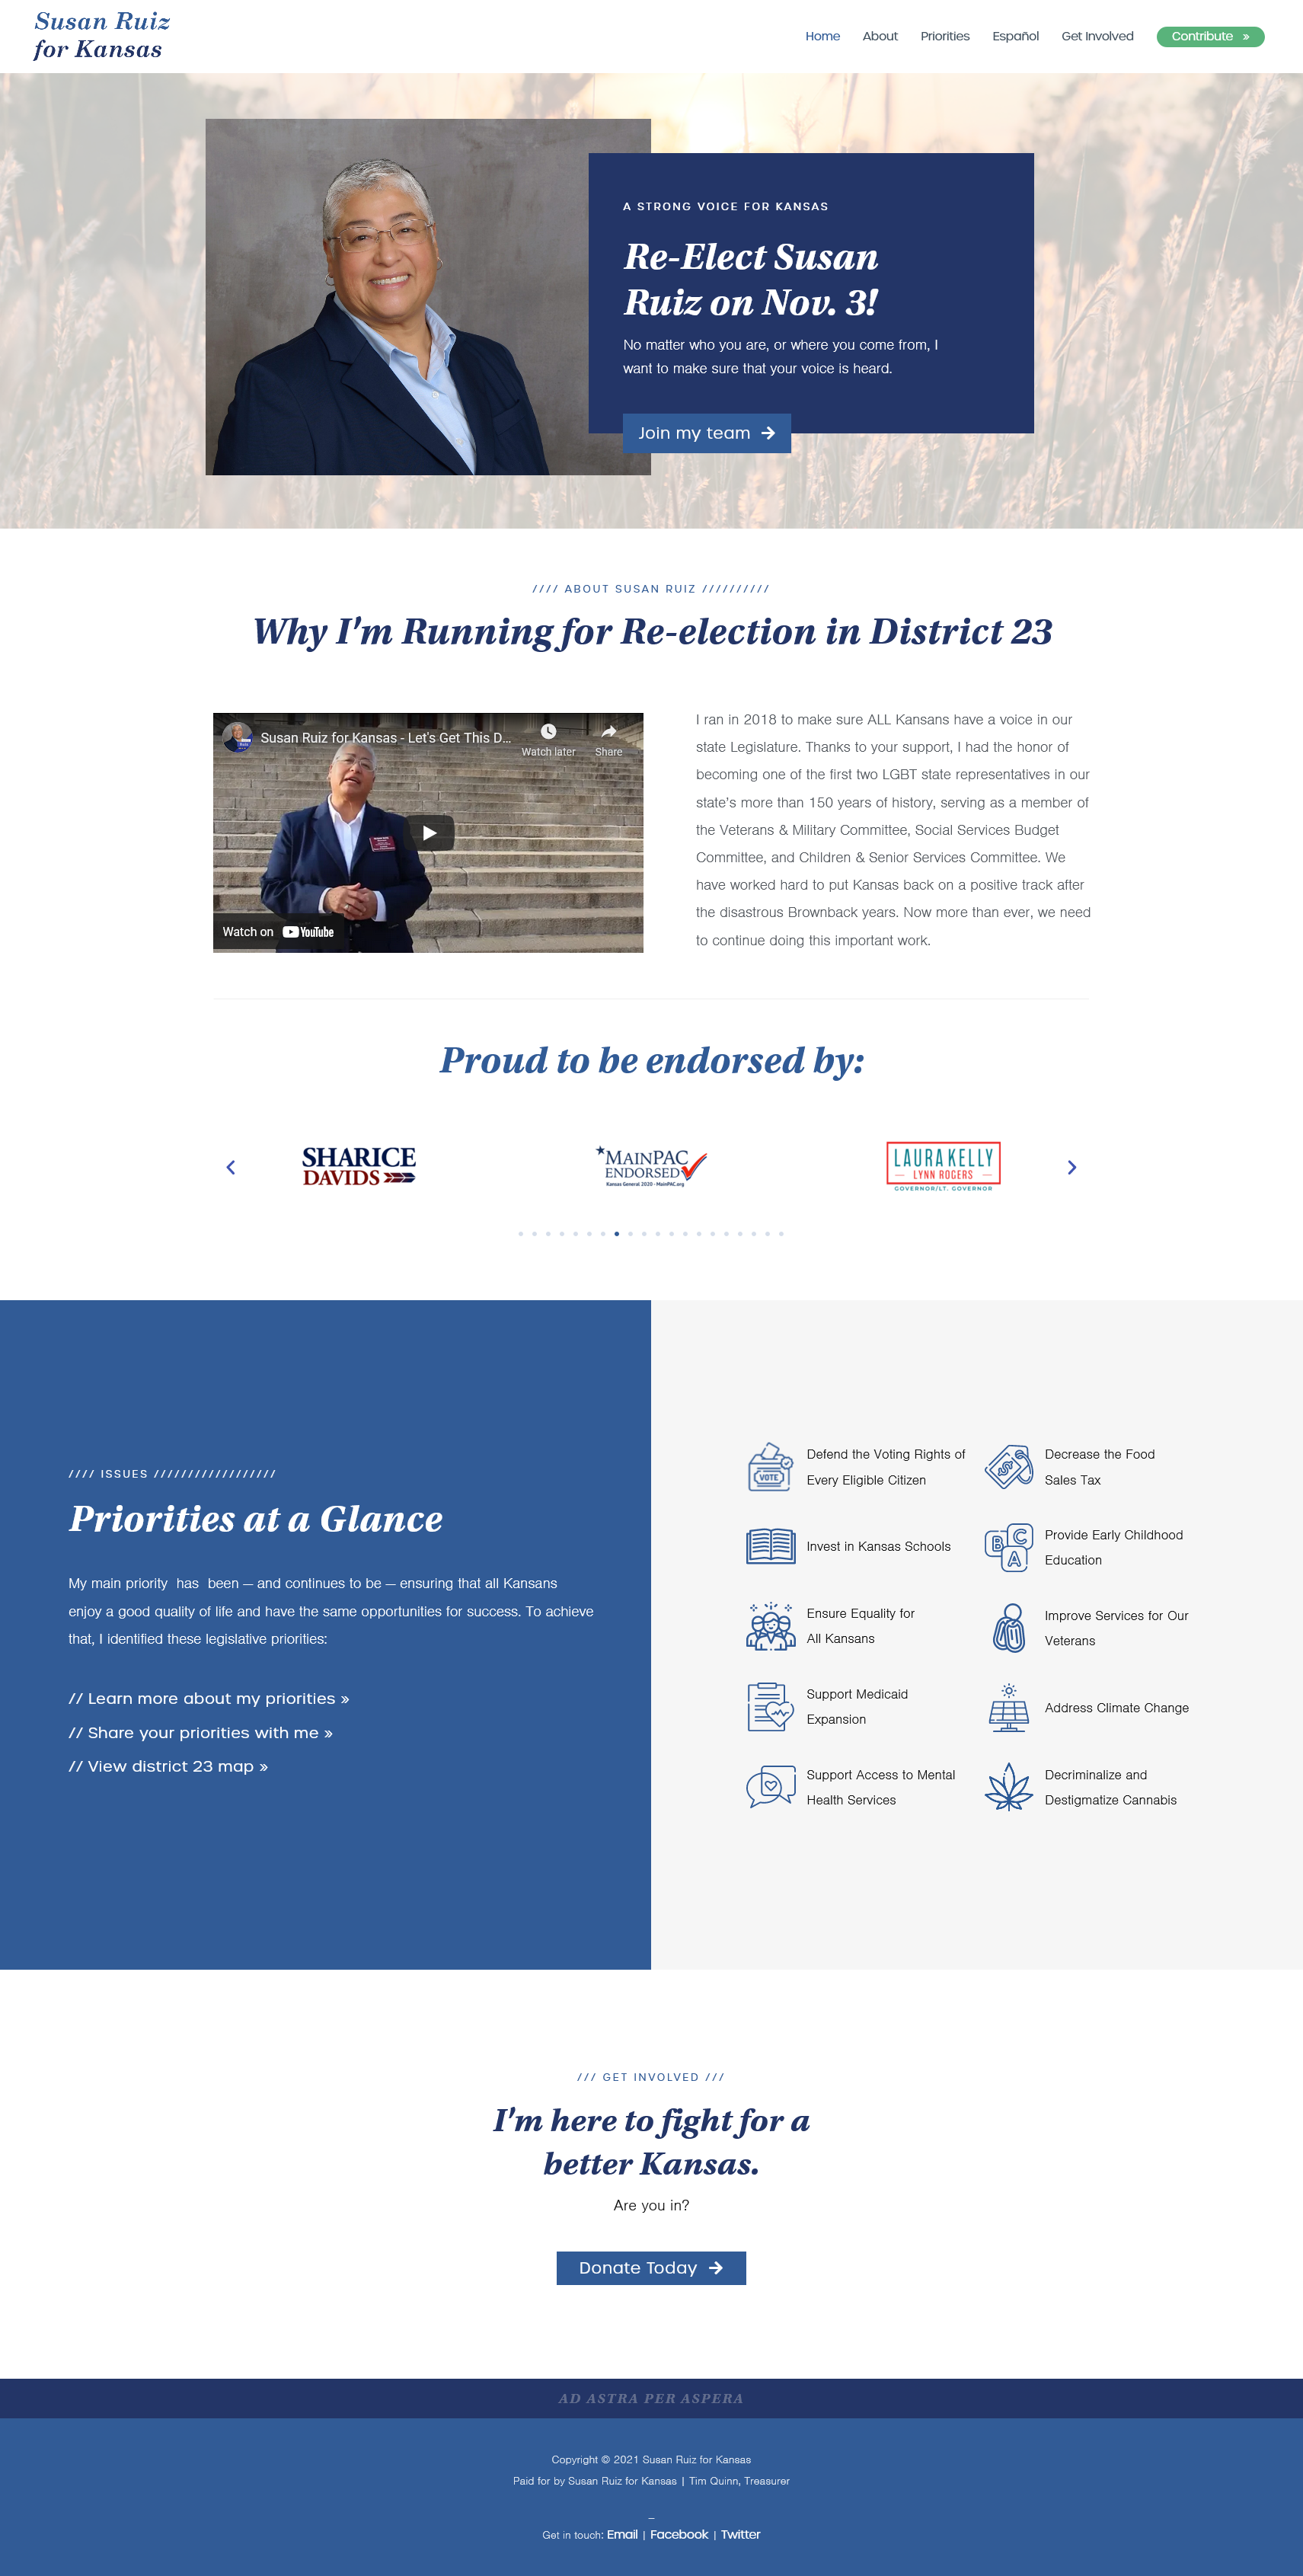 Susan Ruiz
for Kansas
Home About Priorities Español Get Involved Contribute »
A STRONG VOICE FOR KANSAS
Re-Elect Susan
Ruiz on Nov. 3!
No matter who you are, or where you come from, I
want to make sure that your voice is heard.
Join my team
//// ABOUT SUSAN RUIZ //////////
Why I'm Running for Re-election in District 23
Susan Ruiz for Kansas - Let's Get This D...
Watch later
Share
Watch on YouTube
I ran in 2018 to make sure ALL Kansans have a voice in our
state Legislature. Thanks to your support, I had the honor of
becoming one of the first two LGBT state representatives in our
state's more than 150 years of history, serving as a member of
the Veterans & Military Committee, Social Services Budget
Committee, and Children & Senior Services Committee. We
have worked hard to put Kansas back on a positive track after
the disastrous Brownback years. Now more than ever, we need
to continue doing this important work.
Proud to be endorsed by:
SHARICE
DAVIDS
MAINPAC
ENDORSED
Kansas General 2020 - MainPAC.org
LAURA KELLY
LYNN ROGERS
GOVERNOR/LT. GOVERNOR
//// ISSUES //////////////////
Priorities at a Glance
My main priority has been — and continues to be — ensuring that all Kansans
enjoy a good quality of life and have the same opportunities for success. To achieve
that, I identified these legislative priorities:
// Learn more about my priorities »
// Share your priorities with me »
// View district 23 map »
VOTE
Defend the Voting Rights of
Every Eligible Citizen
$
Decrease the Food
Sales Tax
Invest in Kansas Schools
B C A
Provide Early Childhood
Education
Ensure Equality for
All Kansans
Improve Services for Our
Veterans
Support Medicaid
Expansion
Address Climate Change
Support Access to Mental
Health Services
Decriminalize and
Destigmatize Cannabis
/// GET INVOLVED ///
I'm here to fight for a
better Kansas.
Are you in?
Donate Today
AD ASTRA PER ASPERA
Copyright © 2021 Susan Ruiz for Kansas
Paid for by Susan Ruiz for Kansas | Tim Quinn, Treasurer
–
Get in touch: Email | Facebook | Twitter